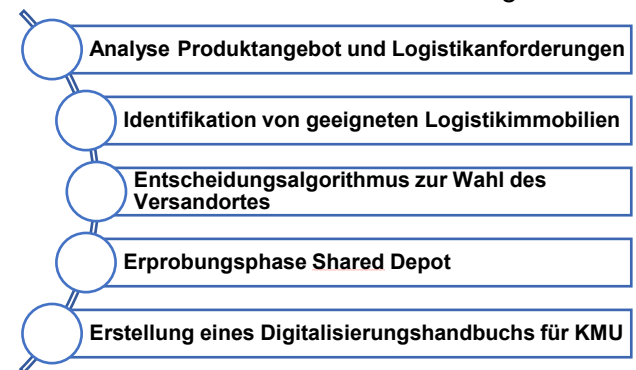 Analyse Produktangebot und Logistikanforderungen
Identifikation von geeigneten Logistikimmobilien
Entscheidungsalgorithmus zur Wahl des
Versandortes
Erprobungsphase Shared Depot
Erstellung eines Digitalisierungshandbuchs für KMU